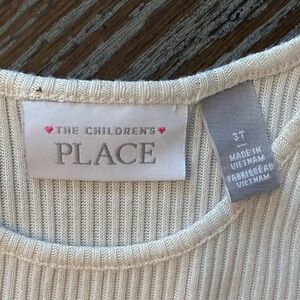 THE CHILDREN'S
PLACE
3T
MADE IN
VIETNAM
FABRIQUÉ AU
VIETNAM